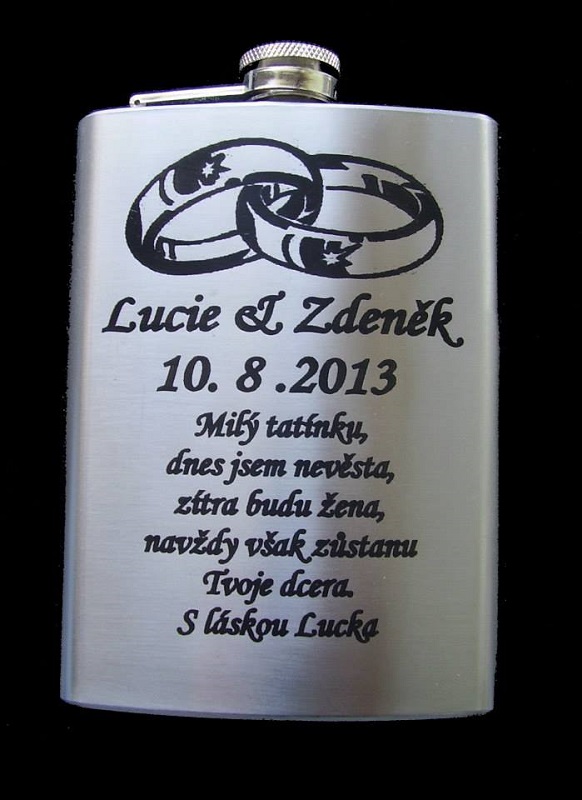 Lucie & Zdeněk
10. 8 .2013
Milý tatínku,
dnes jsem nevěsta,
zítra budu žena,
navždy však zůstanu
Tvoje dcera.
S láskou Lucka